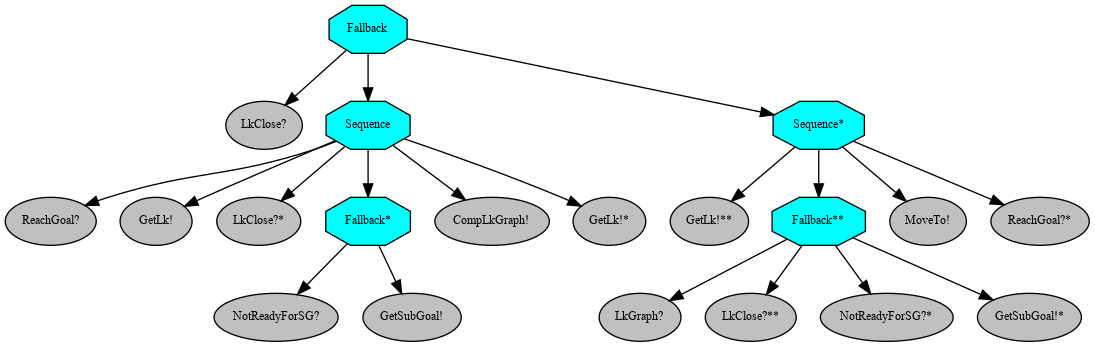 Fallback
LkClose?
Sequence
Sequence*
ReachGoal?
GetLk!
LkClose?*
Fallback*
CompLkGraph!
GetLk!*
GetLk!**
Fallback**
MoveTo!
ReachGoal?*
NotReadyForSG?
GetSubGoal!
LkGraph?
LkClose?**
NotReadyForSG?*
GetSubGoal!*